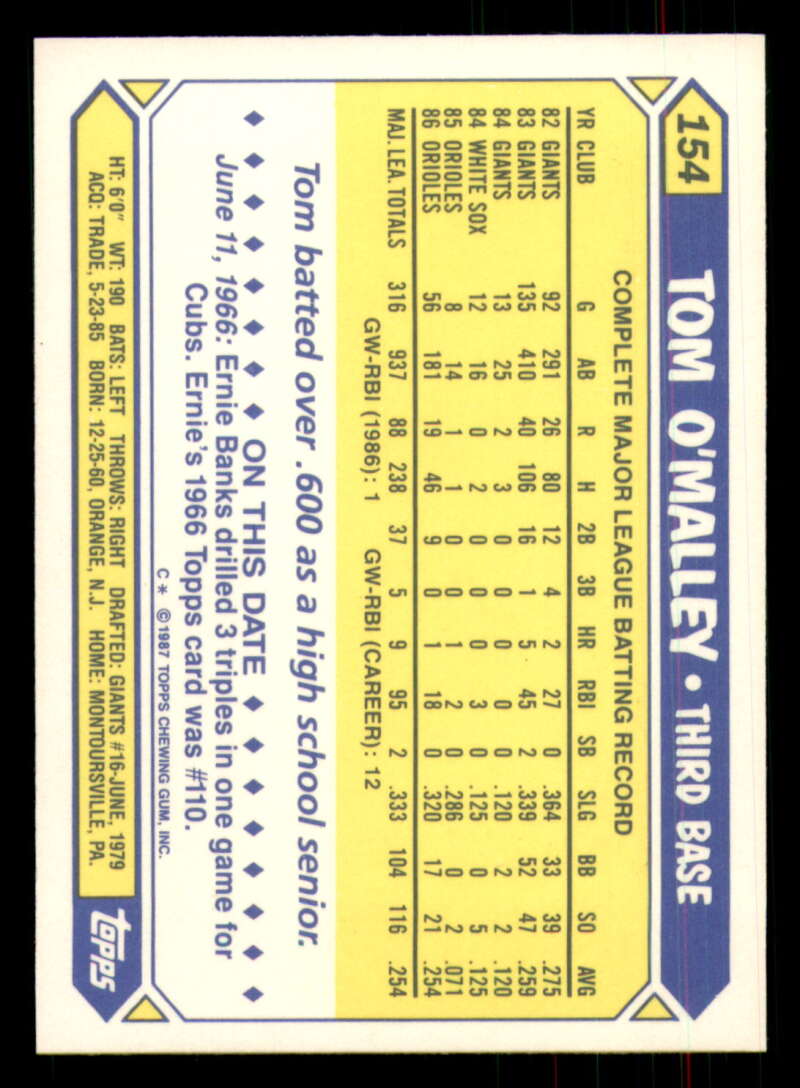 154 TOM O'MALLEY • THIRD BASE
COMPLETE MAJOR LEAGUE BATTING RECORD
YR CLUB G AB R H 2B 3B HR RBI SB SLG BB SO AVG
82 GIANTS 92 291 26 80 12 4 2 27 0 .364 33 39 .275
83 GIANTS 135 410 40 106 16 1 5 45 2 .339 52 47 .259
84 GIANTS 13 25 2 3 0 0 0 0 0 .120 2 2 .120
84 WHITE SOX 12 16 0 2 0 0 0 3 0 .125 0 5 .125
85 ORIOLES 8 14 1 1 0 0 1 2 0 .286 0 2 .071
86 ORIOLES 56 181 19 46 9 0 1 18 0 .320 17 21 .254
MAJ. LEA. TOTALS 316 937 88 238 37 5 9 95 2 .333 104 116 .254
GW-RBI (1986): 1 GW-RBI (CAREER): 12
Tom batted over .600 as a high school senior.
◆ ◆ ◆ ◆ ◆ ◆ ◆ ◆ ON THIS DATE ◆ ◆ ◆ ◆ ◆ ◆ ◆ ◆
June 11, 1966: Ernie Banks drilled 3 triples in one game for
Cubs. Ernie's 1966 Topps card was #110.
C* ©1987 TOPPS CHEWING GUM, INC.
HT: 6'0" WT: 190 BATS: LEFT THROWS: RIGHT DRAFTED: GIANTS #16-JUNE, 1979
ACQ: TRADE, 5-23-85 BORN: 12-25-60, ORANGE, N.J. HOME: MONTOURSVILLE, PA.
topps